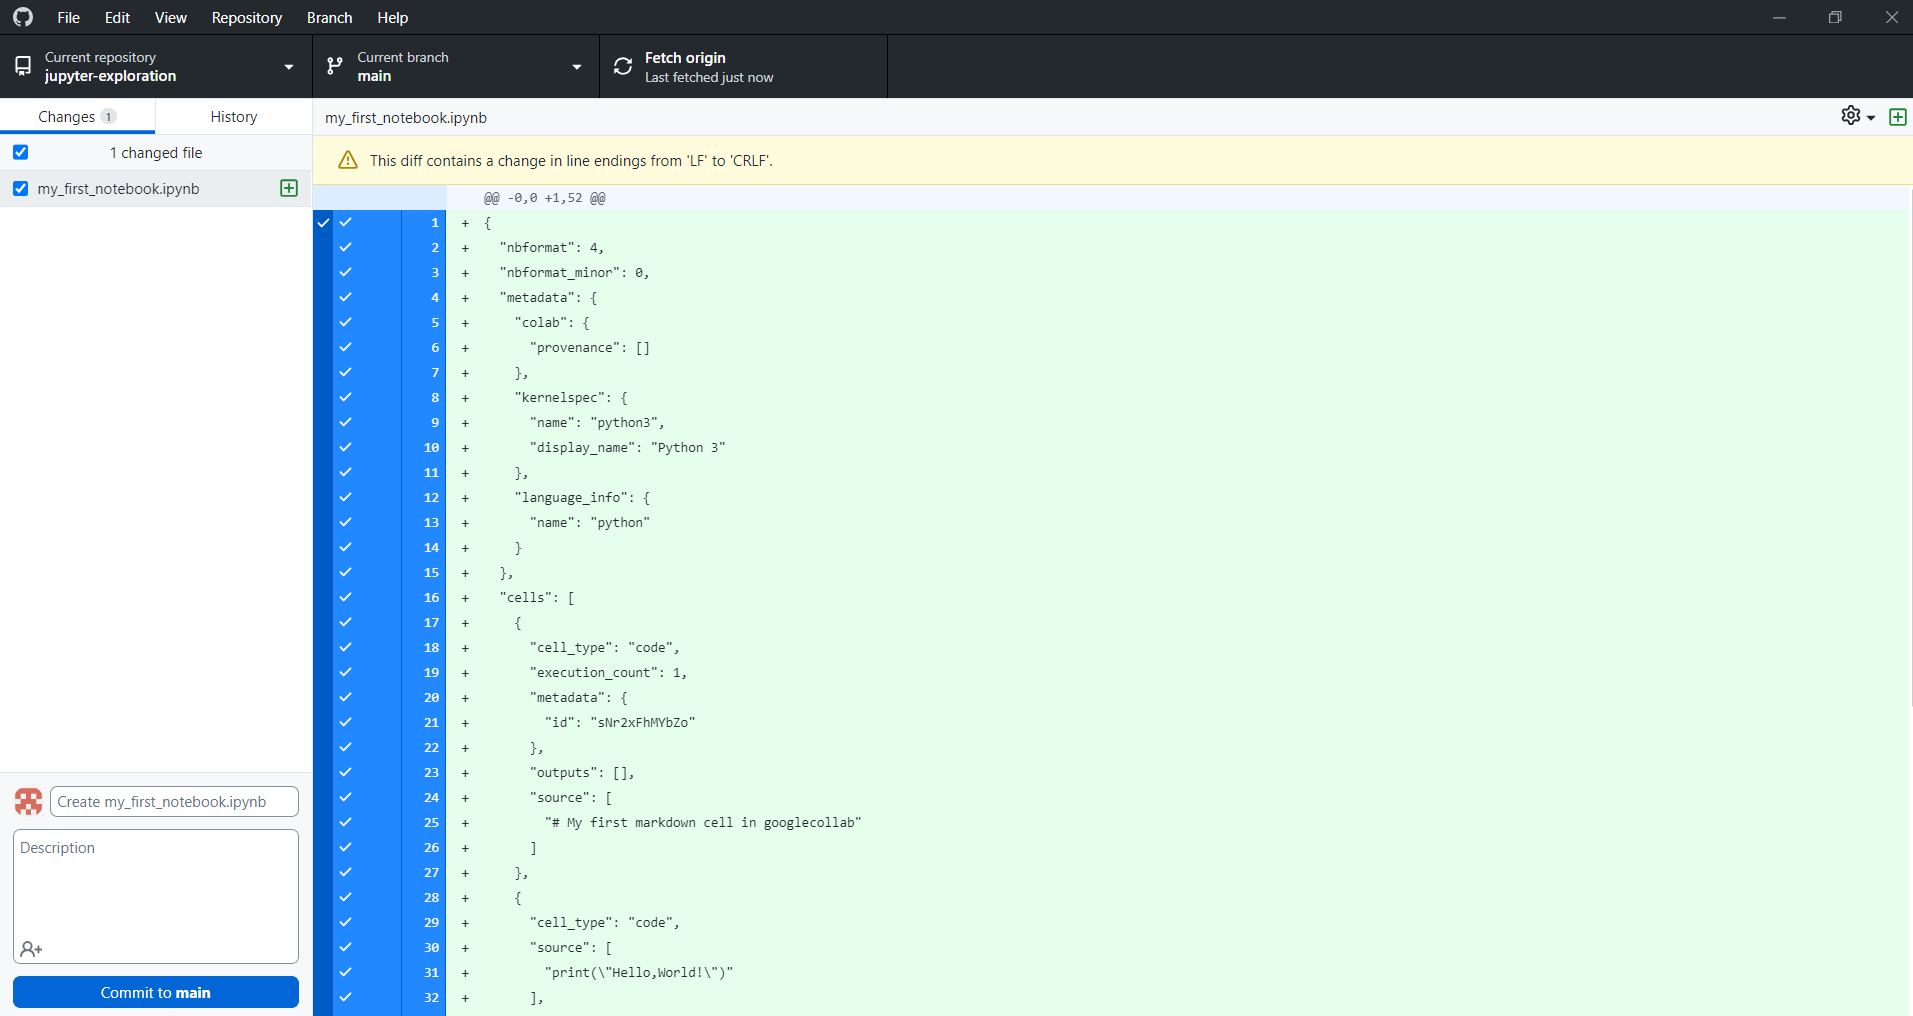 File Edit View Repository Branch Help
Current repository
jupyter-exploration
Current branch
main
Fetch origin
Last fetched just now
Changes 1
History
1 changed file
my_first_notebook.ipynb
my_first_notebook.ipynb
This diff contains a change in line endings from 'LF' to 'CRLF'.
@@ -0,0 +1,52 @@
1 + {
2 + "nbformat": 4,
3 + "nbformat_minor": 0,
4 + "metadata": {
5 + "colab": {
6 + "provenance": []
7 + },
8 + "kernelspec": {
9 + "name": "python3",
10 + "display_name": "Python 3"
11 + },
12 + "language_info": {
13 + "name": "python"
14 + }
15 + },
16 + "cells": [
17 + {
18 + "cell_type": "code",
19 + "execution_count": 1,
20 + "metadata": {
21 + "id": "sNr2xFhMYbZo"
22 + },
23 + "outputs": [],
24 + "source": [
25 + "# My first markdown cell in googlecollab"
26 + ]
27 + },
28 + {
29 + "cell_type": "code",
30 + "source": [
31 + "print(\"Hello,World!\")"
32 + ],
Create my_first_notebook.ipynb
Description
Commit to main